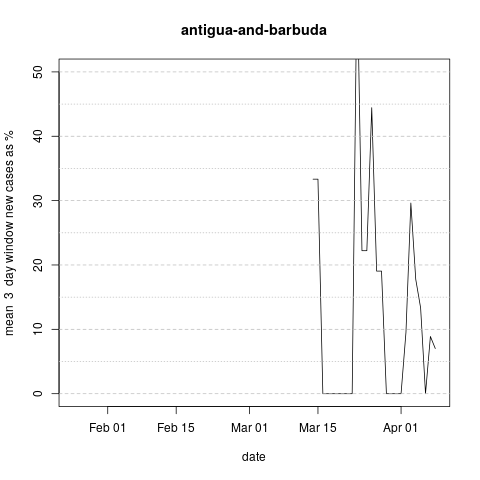 antigua-and-barbuda
mean 3 day window new cases as %
50
40
30
20
10
0
Feb 01 Feb 15 Mar 01 Mar 15 Apr 01
date